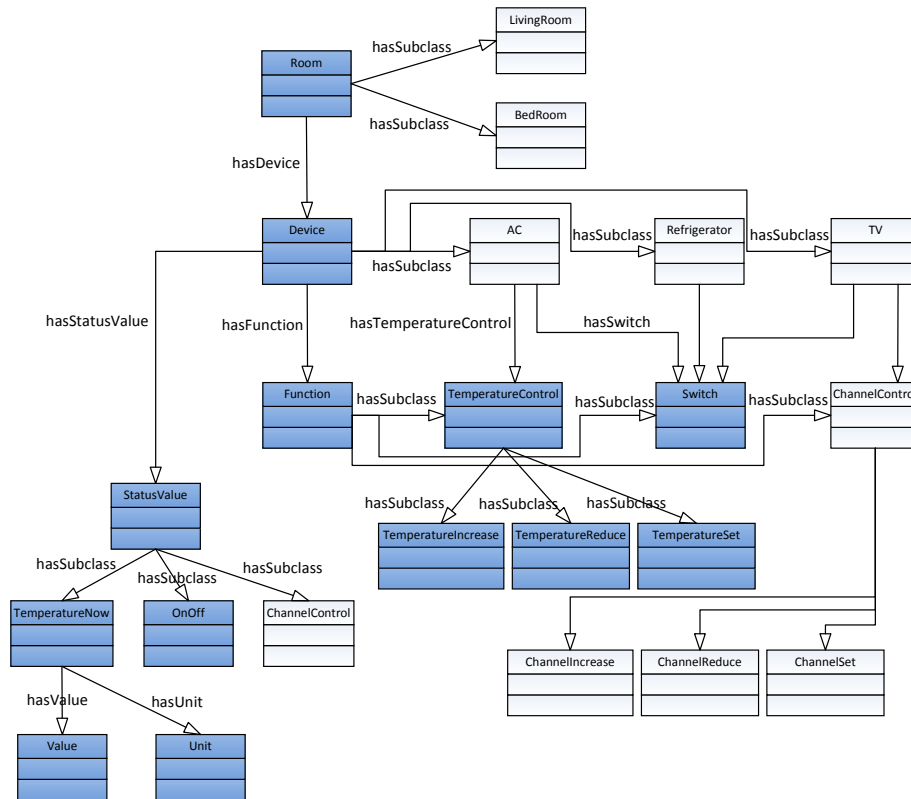 LivingRoom
hasSubclass
Room
BedRoom
hasSubclass
hasDevice
Device
AC
Refrigerator
TV
hasSubclass
hasSubclass
hasSubclass
hasStatusValue
hasFunction
hasTemperatureControl
hasSwitch
Function
TemperatureControl
Switch
ChannelControl
hasSubclass
hasSubclass
hasSubclass
StatusValue
hasSubclass
hasSubclass
hasSubclass
TemperatureIncrease
TemperatureReduce
TemperatureSet
hasSubclass
hasSubclass
hasSubclass
TemperatureNow
OnOff
ChannelControl
ChannelIncrease
ChannelReduce
ChannelSet
hasValue
hasUnit
Value
Unit